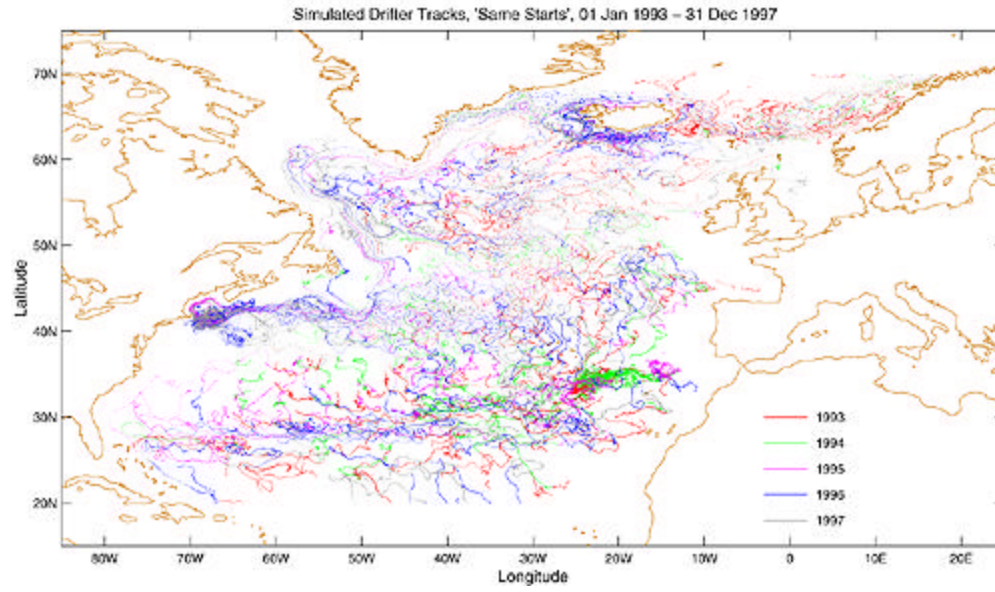 Simulated Drifter Tracks, 'Same Starts', 01 Jan 1993 – 31 Dec 1997
70N
60N
50N
40N
30N
20N
Latitude
1993
1994
1995
1996
1997
80W 70W 60W 50W 40W 30W 20W 10W 0 10E 20E
Longitude